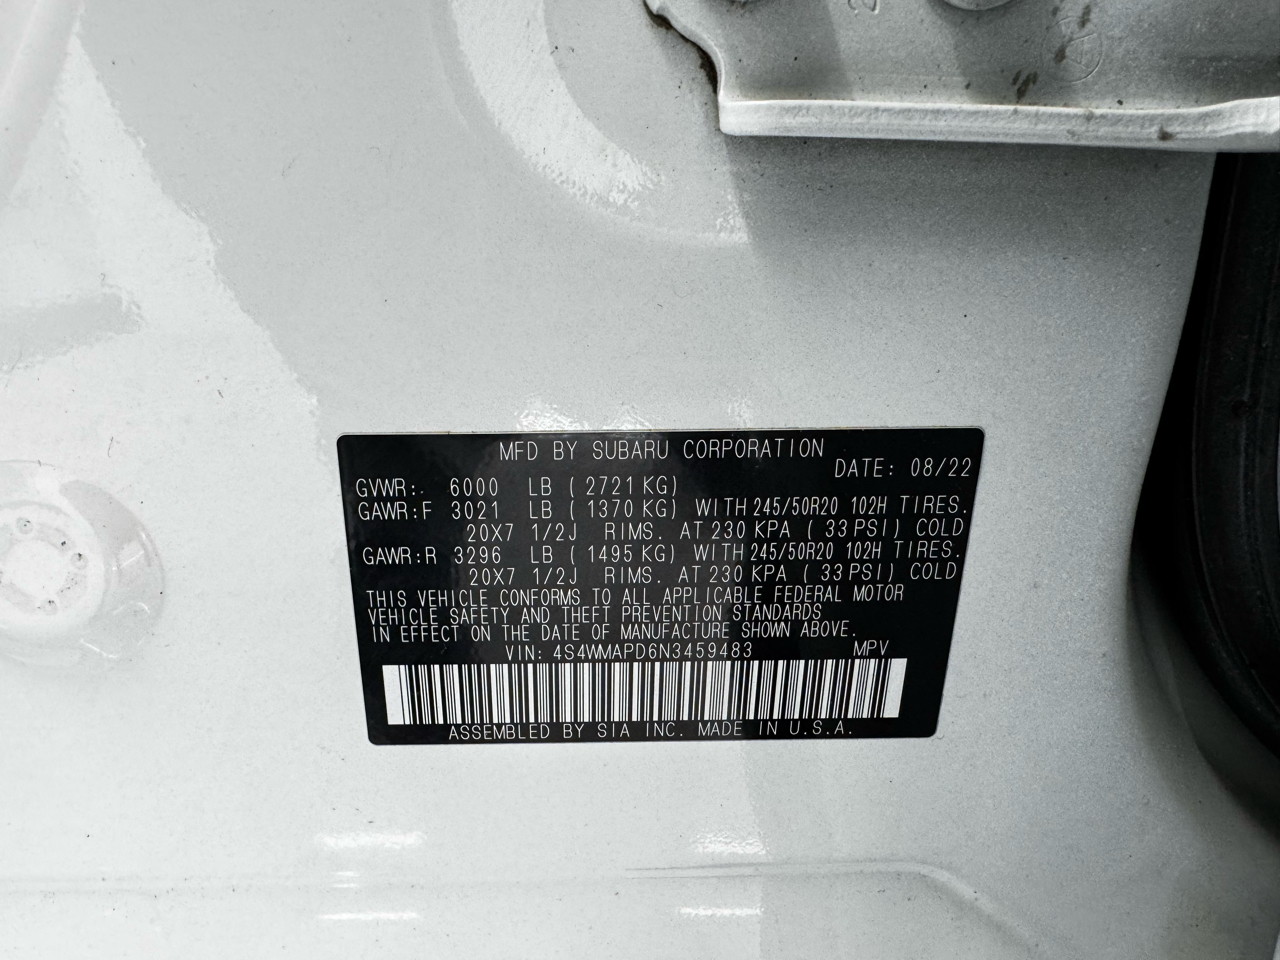 MFD BY SUBARU CORPORATION
DATE: 08/22
GVWR: 6000 LB ( 2721 KG)
GAWR:F 3021 LB ( 1370 KG) WITH 245/50R20 102H TIRES.
20X7 1/2J RIMS. AT 230 KPA ( 33 PSI) COLD
GAWR:R 3296 LB ( 1495 KG) WITH 245/50R20 102H TIRES.
20X7 1/2J RIMS. AT 230 KPA ( 33 PSI) COLD
THIS VEHICLE CONFORMS TO ALL APPLICABLE FEDERAL MOTOR
VEHICLE SAFETY AND THEFT PREVENTION STANDARDS
IN EFFECT ON THE DATE OF MANUFACTURE SHOWN ABOVE.
VIN: 4S4WMAPD6N3459483 MPV
ASSEMBLED BY SIA INC. MADE IN U.S.A.